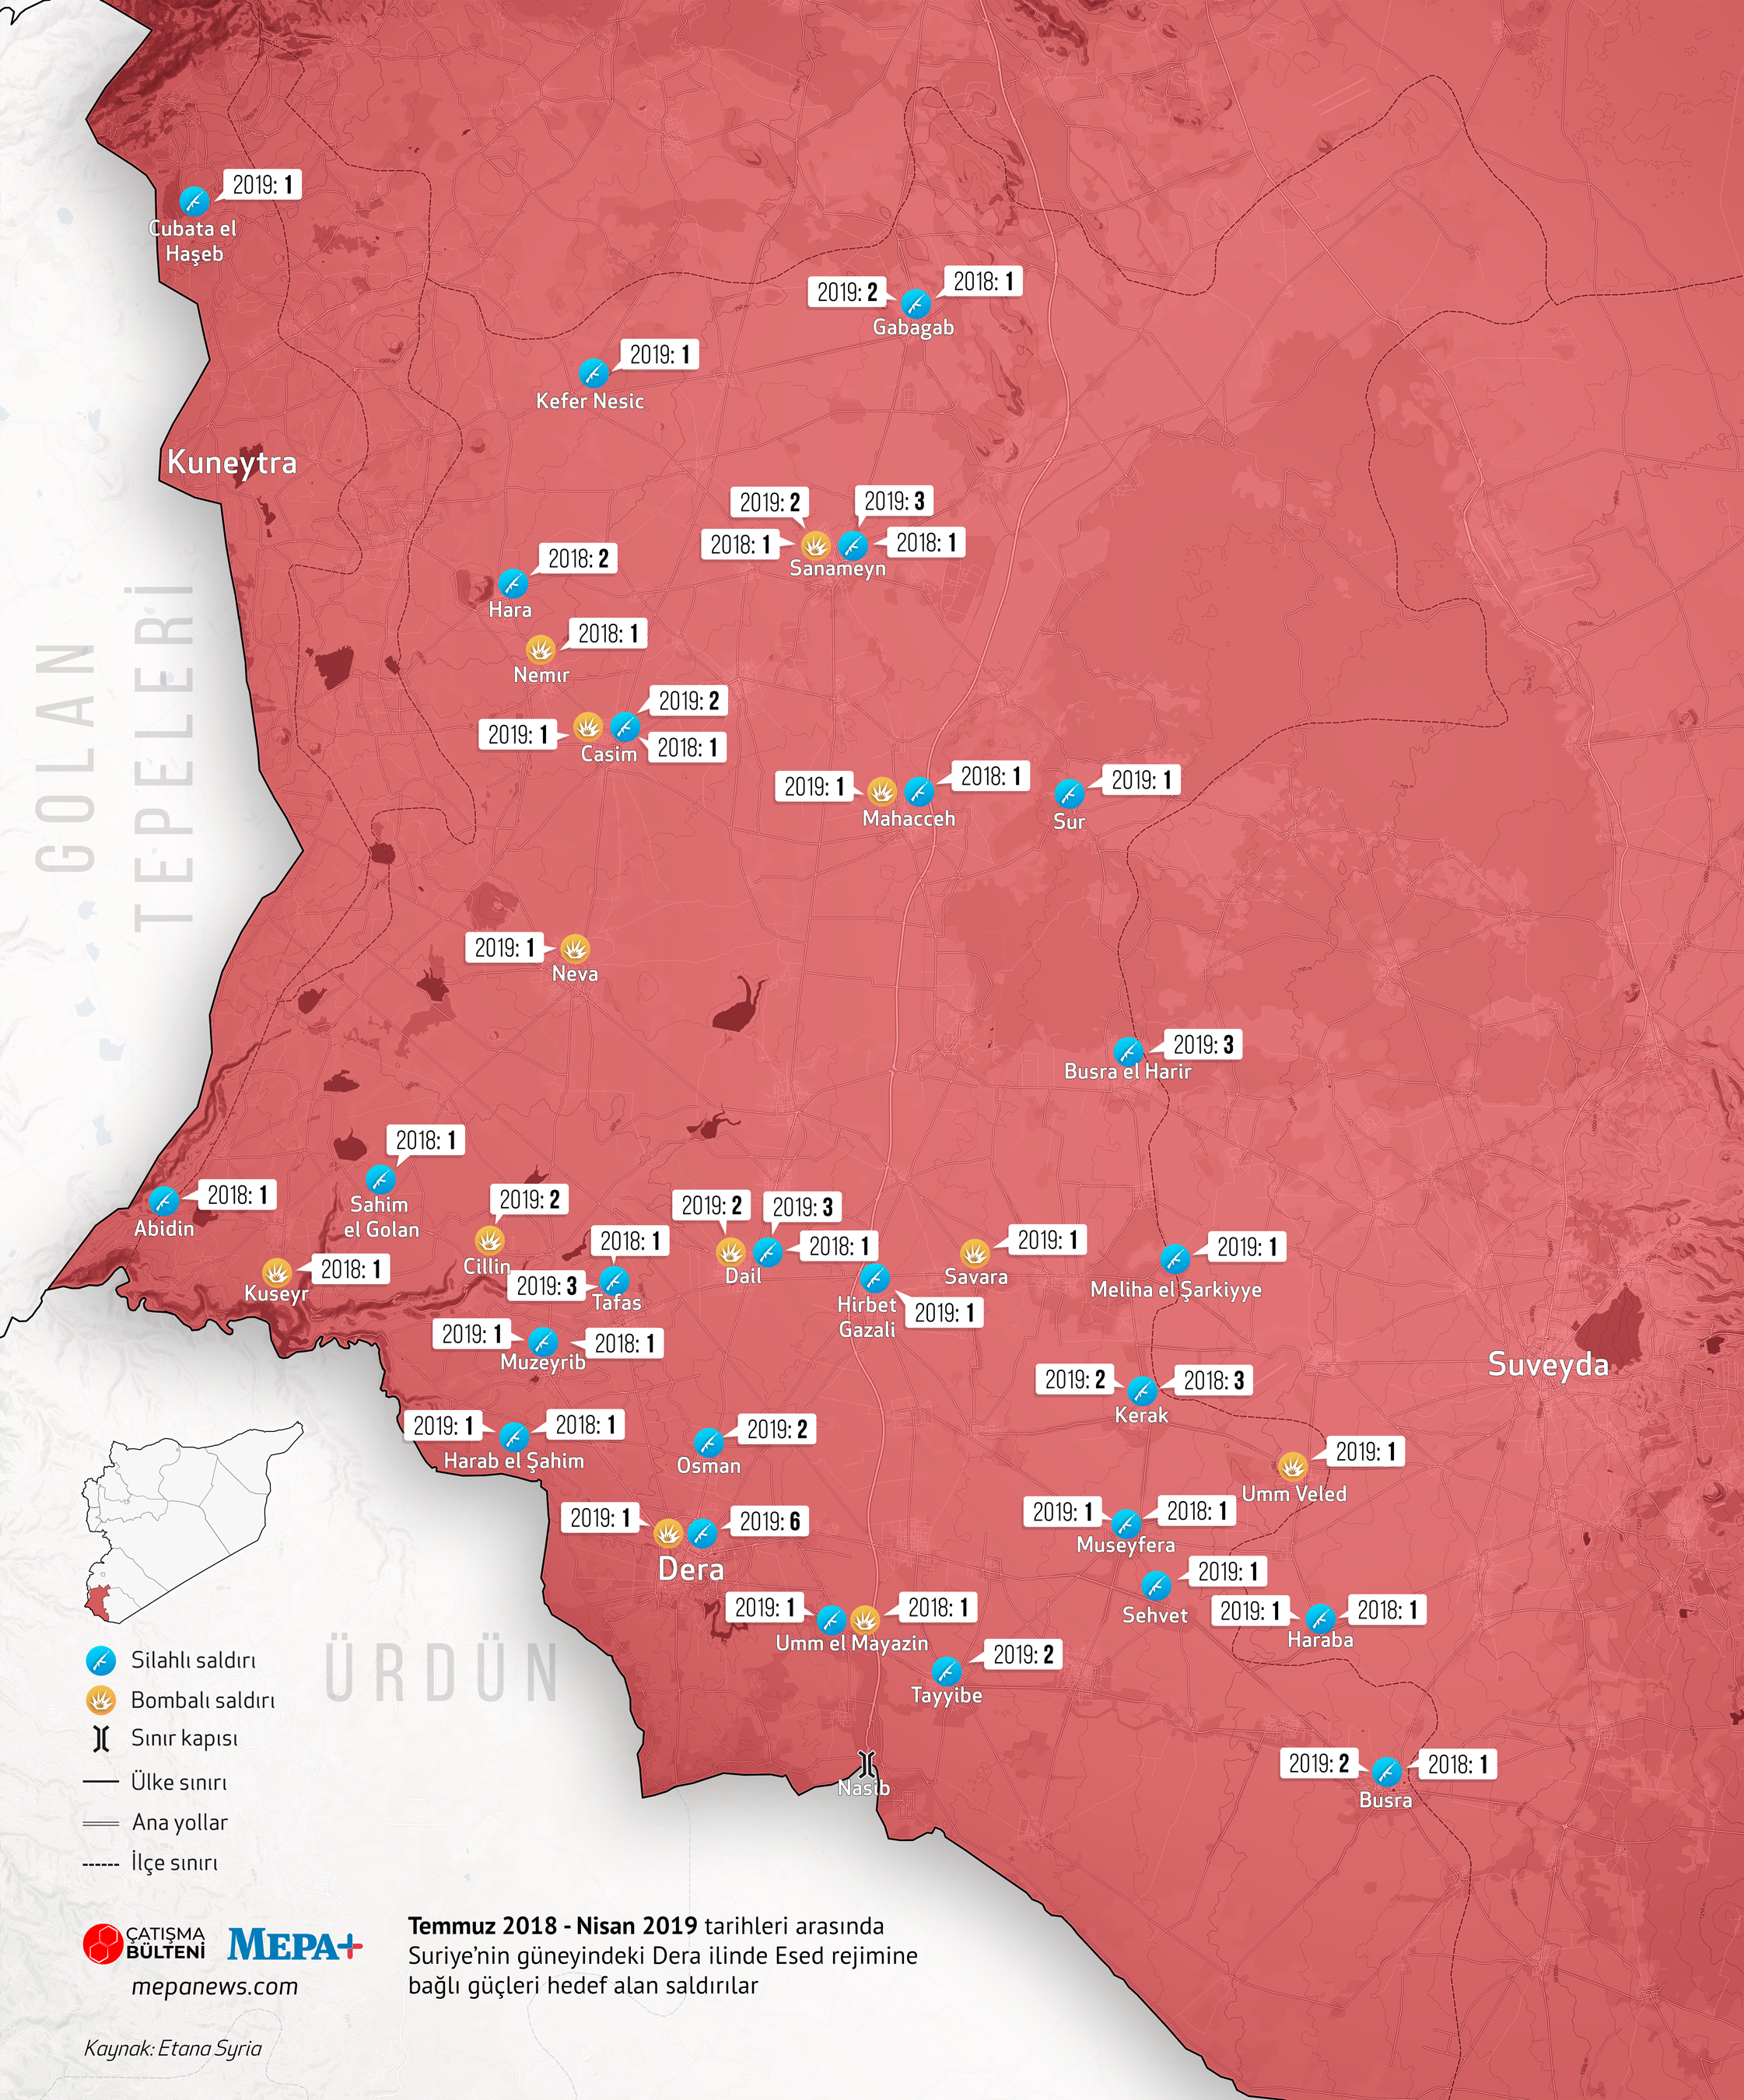 2019: 1
Cubata el
Haşeb
2019: 2
2018: 1
Gabagab
2019: 1
Kefer Nesic
Kuneytra
2019: 2
2019: 3
2018: 1
2018: 1
Sanameyn
2018: 2
Hara
2018: 1
Nemır
GOLAN
TEPELERİ
2019: 2
2019: 1
2018: 1
Casim
2019: 1
2018: 1
Mahacceh
2019: 1
Sur
2019: 1
Neva
2019: 3
Busra el Harir
2018: 1
Sahim
el Golan
2018: 1
Abidin
2019: 2
Cillin
2018: 1
Kuseyr
2018: 1
2019: 3
Tafas
2019: 2
2019: 3
2018: 1
Dail
2019: 1
Hirbet
Gazali
2019: 1
Savara
2019: 1
Meliha el Şarkiyye
2019: 1
2018: 1
Muzeyrib
Suveyda
2019: 2
2018: 3
Kerak
2019: 1
2018: 1
Harab el Şahim
2019: 2
Osman
2019: 1
Umm Veled
2019: 1
2019: 6
Dera
2019: 1
2018: 1
Museyfera
2019: 1
Sehvet
2019: 1
2018: 1
Haraba
2019: 1
2018: 1
Umm el Mayazin
2019: 2
Tayyibe
ÜRDÜN
2019: 2
2018: 1
Busra
Nasib
Silahlı saldırı
Bombalı saldırı
Sınır kapısı
Ülke sınırı
Ana yollar
İlçe sınırı
ÇATIŞMA
BÜLTENİ
MEPA+
mepanews.com
Temmuz 2018 - Nisan 2019 tarihleri arasında
Suriye'nin güneyindeki Dera ilinde Esed rejimine
bağlı güçleri hedef alan saldırılar
Kaynak: Etana Syria